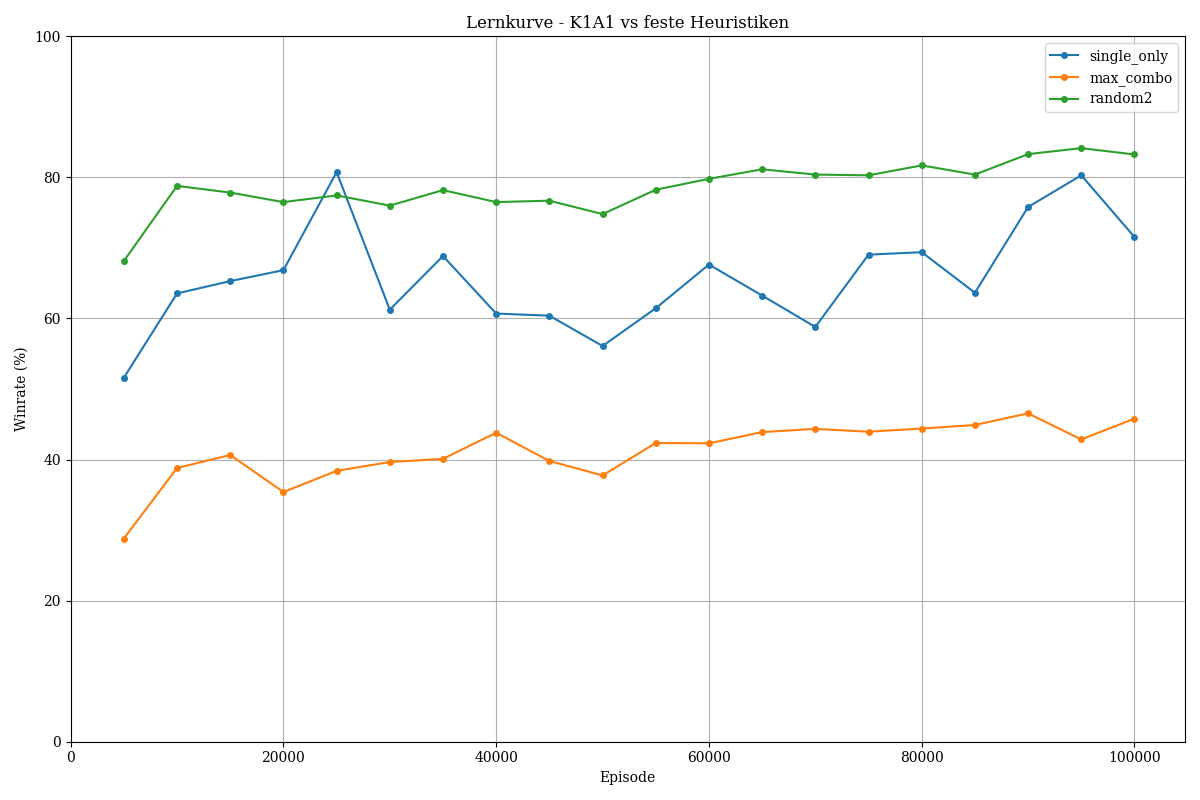 Lernkurve - K1A1 vs feste Heuristiken
100
single_only
max_combo
random2
80
60
Winrate (%)
40
20
0
0 20000 40000 60000 80000 100000
Episode